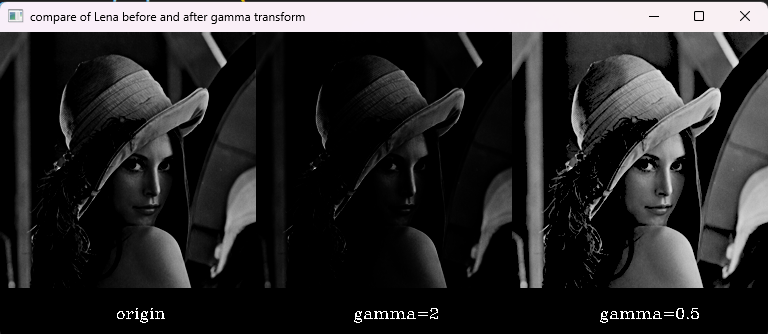 compare of Lena before and after gamma transform
origin
gamma=2
gamma=0.5